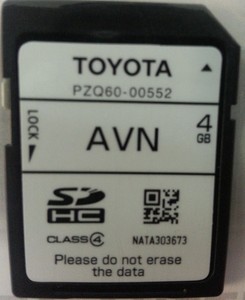 TOYOTA
PZQ60-00552
LOCK
AVN
4
GB
SD
HC
CLASS 4
NATA303673
Please do not erase
the data